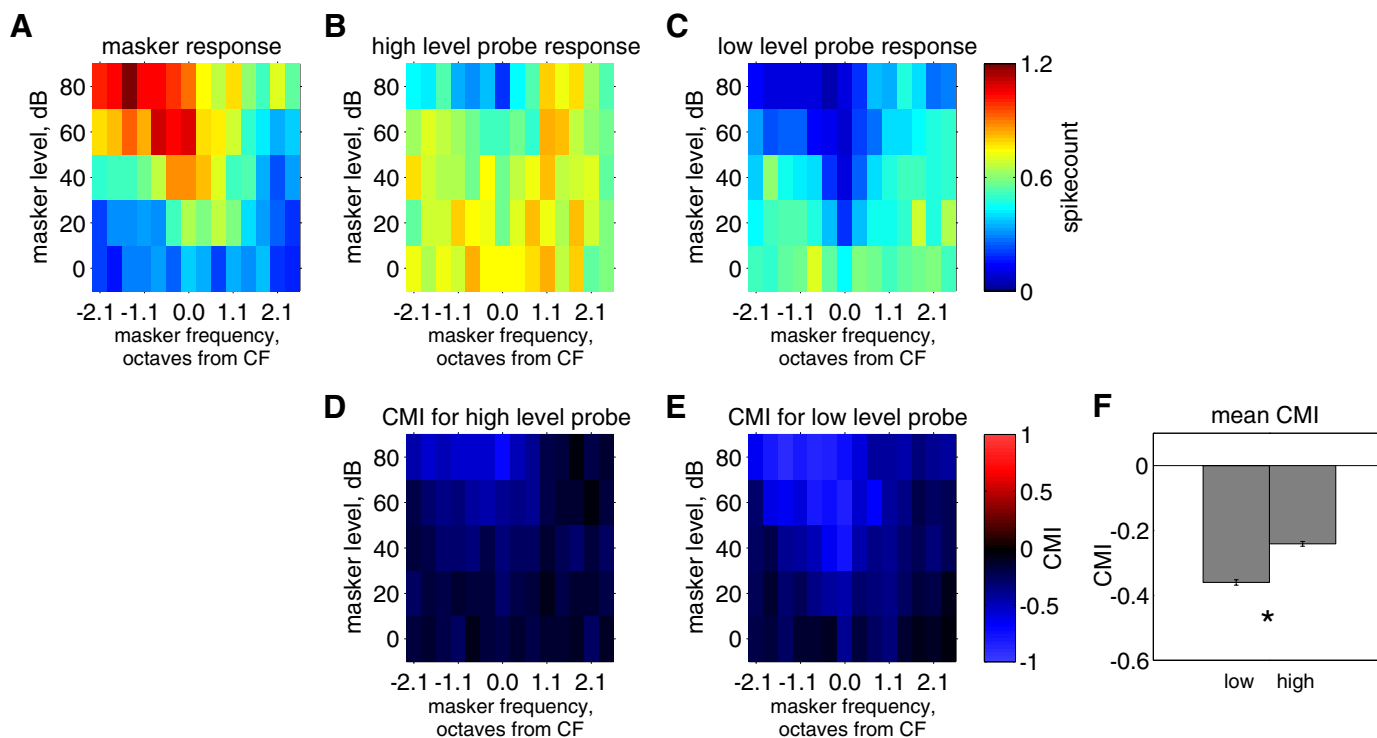 A
masker response
masker level, dB
80
60
40
20
0
-2.1 -1.1 0.0 1.1 2.1
masker frequency,
octaves from CF
B
high level probe response
masker level, dB
80
60
40
20
0
-2.1 -1.1 0.0 1.1 2.1
masker frequency,
octaves from CF
C
low level probe response
masker level, dB
80
60
40
20
0
-2.1 -1.1 0.0 1.1 2.1
masker frequency,
octaves from CF
1.2
0.6
0
spikecount
D
CMI for high level probe
masker level, dB
80
60
40
20
0
-2.1 -1.1 0.0 1.1 2.1
masker frequency,
octaves from CF
E
CMI for low level probe
masker level, dB
80
60
40
20
0
-2.1 -1.1 0.0 1.1 2.1
masker frequency,
octaves from CF
1
0.5
0
-0.5
-1
CMI
F
mean CMI
CMI
0
-0.2
-0.4
-0.6
*
low high